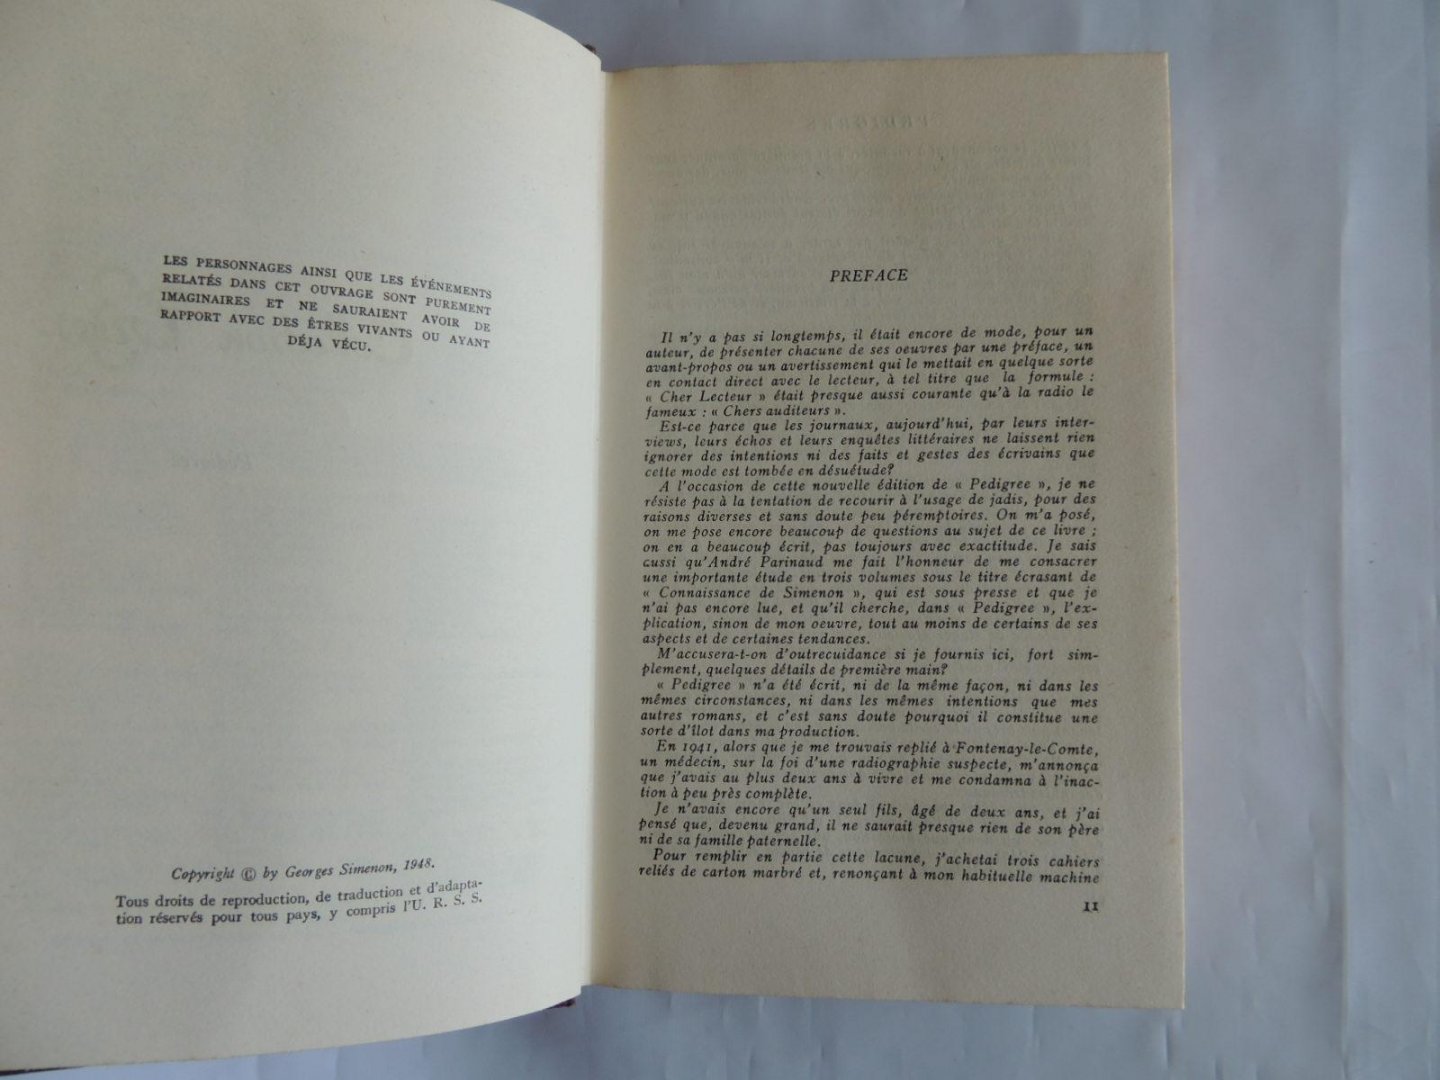 LES PERSONNAGES AINSI QUE LES ÉVÉNEMENTS
RELATÉS DANS CET OUVRAGE SONT PUREMENT
IMAGINAIRES ET NE SAURAIENT AVOIR DE
RAPPORT AVEC DES ÊTRES VIVANTS OU AYANT
DÉJA VÉCU.
Copyright © by Georges Simenon, 1948.
Tous droits de reproduction, de traduction et d'adapta-
tion réservés pour tous pays, y compris l'U. R. S. S.
PREFACE
Il n'y a pas si longtemps, il était encore de mode, pour un
auteur, de présenter chacune de ses oeuvres par une préface, un
avant-propos ou un avertissement qui le mettait en quelque sorte
en contact direct avec le lecteur, à tel titre que la formule :
« Cher Lecteur » était presque aussi courante qu'à la radio le
fameux : « Chers auditeurs ».
Est-ce parce que les journaux, aujourd'hui, par leurs inter-
views, leurs échos et leurs enquêtes littéraires ne laissent rien
ignorer des intentions ni des faits et gestes des écrivains que
cette mode est tombée en désuétude?
A l'occasion de cette nouvelle édition de « Pedigree », je ne
résiste pas à la tentation de recourir à l'usage de jadis, pour des
raisons diverses et sans doute peu péremptoires. On m'a posé,
on me pose encore beaucoup de questions au sujet de ce livre ;
on en a beaucoup écrit, pas toujours avec exactitude. Je sais
aussi qu'André Parinaud me fait l'honneur de me consacrer
une importante étude en trois volumes sous le titre écrasant de
« Connaissance de Simenon », qui est sous presse et que je
n'ai pas encore lue, et qu'il cherche, dans « Pedigree », l'ex-
plication, sinon de mon oeuvre, tout au moins de certains de ses
aspects et de certaines tendances.
M'accusera-t-on d'outrecuidance si je fournis ici, fort sim-
plement, quelques détails de première main?
« Pedigree » n'a été écrit, ni de la même façon, ni dans les
mêmes circonstances, ni dans les mêmes intentions que mes
autres romans, et c'est sans doute pourquoi il constitue une
sorte d'îlot dans ma production.
En 1941, alors que je me trouvais replié à Fontenay-le-Comte,
un médecin, sur la foi d'une radiographie suspecte, m'annonça
que j'avais au plus deux ans à vivre et me condamna à l'inac-
tion à peu près complète.
Je n'avais encore qu'un seul fils, âgé de deux ans, et j'ai
pensé que, devenu grand, il ne saurait presque rien de son père
ni de sa famille paternelle.
Pour remplir en partie cette lacune, j'achetai trois cahiers
reliés de carton marbré et, renonçant à mon habituelle machine
11